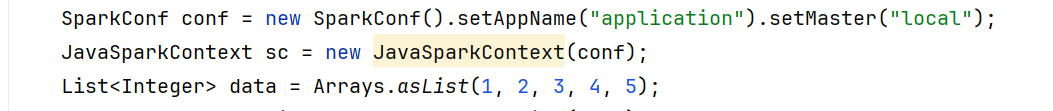 SparkConf conf = new SparkConf().setAppName("application").setMaster("local");
JavaSparkContext sc = new JavaSparkContext(conf);
List<Integer> data = Arrays.asList(1, 2, 3, 4, 5);